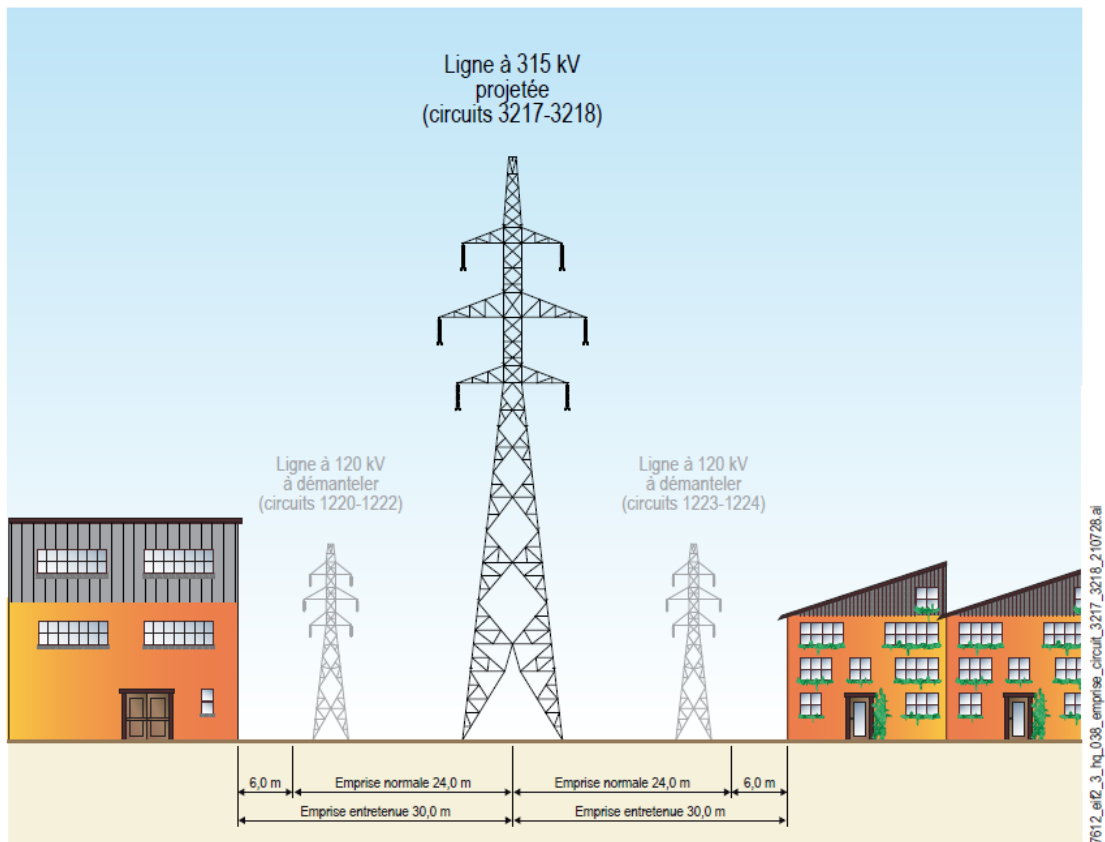 Ligne à 315 kV
projetée
(circuits 3217-3218)
Ligne à 120 kV
à démanteler
(circuits 1220-1222)
Ligne à 120 kV
à démanteler
(circuits 1223-1224)
6,0 m
Emprise normale 24,0 m
Emprise normale 24,0 m
6,0 m
Emprise entretenue 30,0 m
Emprise entretenue 30,0 m
7612_eif2_3_hq_038_emprise_circuit_3217_3218_210728.ai